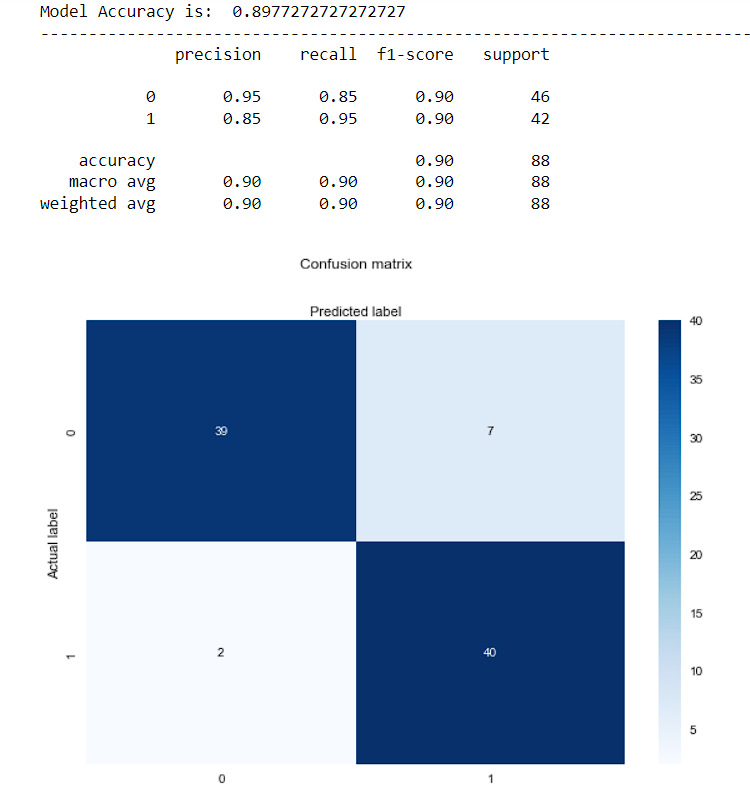 Model Accuracy is:  0.8977272727272727
--------------------------------------------------------------------------
precision    recall  f1-score   support
0       0.95      0.85      0.90        46
1       0.85      0.95      0.90        42
accuracy                           0.90        88
macro avg       0.90      0.90      0.90        88
weighted avg       0.90      0.90      0.90        88
Confusion matrix
Predicted label
40
35
30
25
20
15
10
5
Actual label
0
1
39 7
2 40
0 1